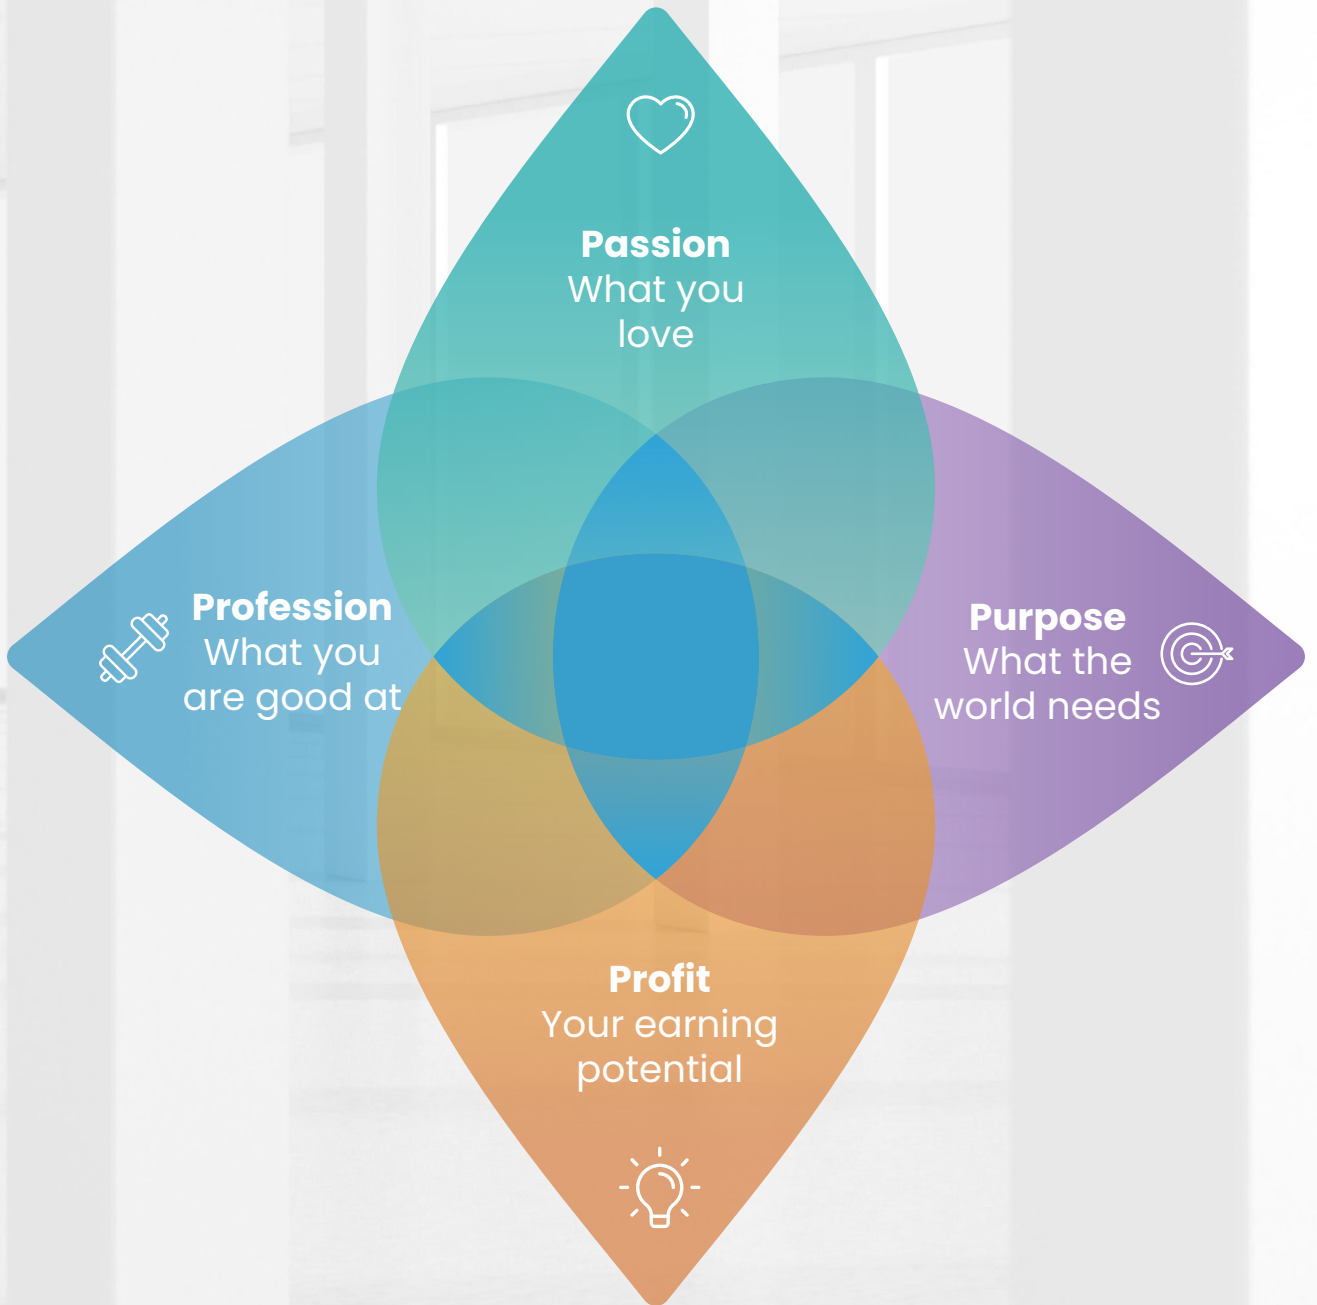 Passion
What you
love
Profession
What you
are good at
Purpose
What the
world needs
Profit
Your earning
potential